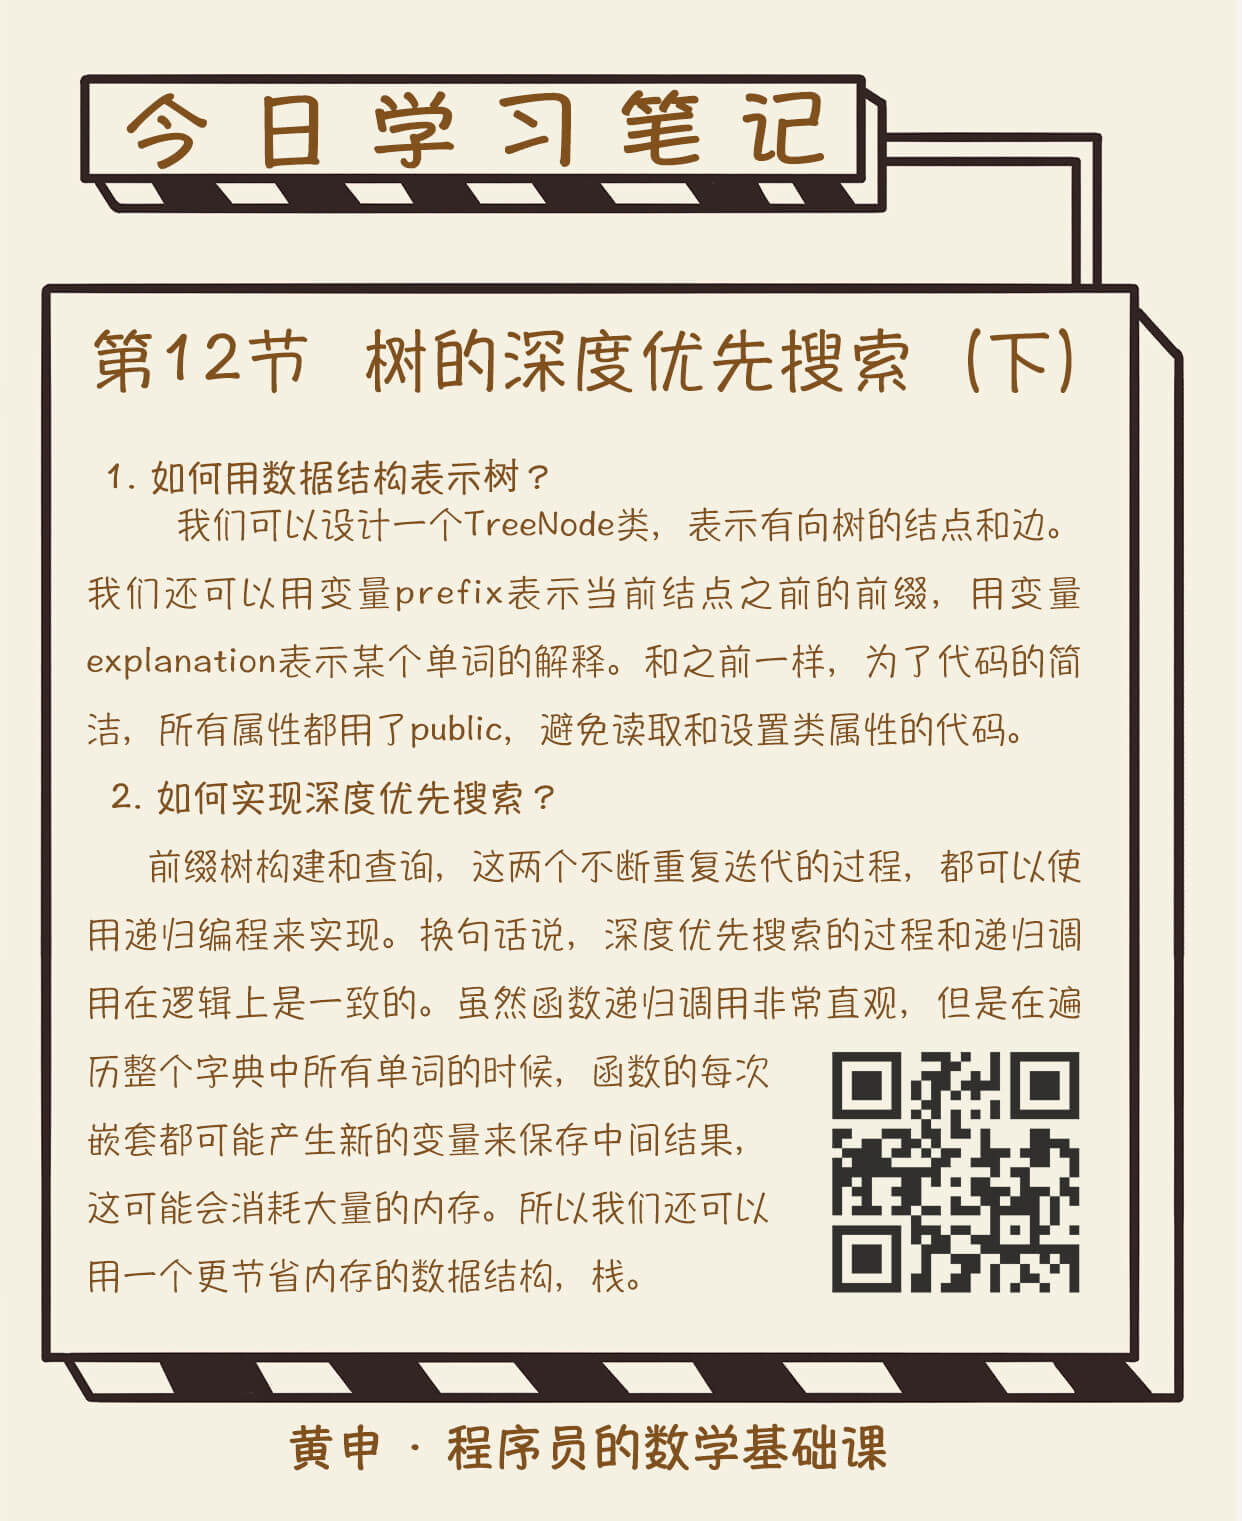 今日学习笔记
第12节 树的深度优先搜索（下）
1. 如何用数据结构表示树？
我们可以设计一个TreeNode类，表示有向树的结点和边。
我们还可以用变量prefix表示当前结点之前的前缀，用变量
explanation表示某个单词的解释。和之前一样，为了代码的简
洁，所有属性都用了public，避免读取和设置类属性的代码。
2. 如何实现深度优先搜索？
前缀树构建和查询，这两个不断重复迭代的过程，都可以使
用递归编程来实现。换句话说，深度优先搜索的过程和递归调
用在逻辑上是一致的。虽然函数递归调用非常直观，但是在遍
历整个字典中所有单词的时候，函数的每次
嵌套都可能产生新的变量来保存中间结果，
这可能会消耗大量的内存。所以我们还可以
用一个更节省内存的数据结构，栈。
黄申 · 程序员的数学基础课